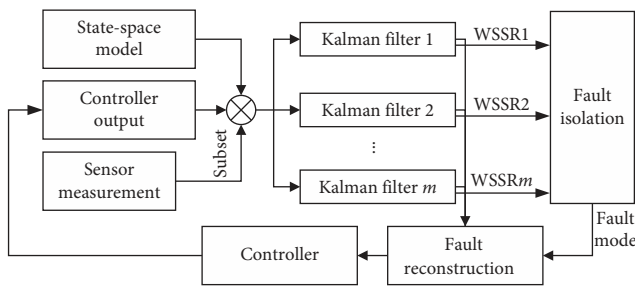 State-space
model
Controller
output
Sensor
measurement
Subset
Kalman filter 1
Kalman filter 2
...
Kalman filter m
WSSR1
WSSR2
WSSRm
Fault
isolation
Fault
mode
Fault
reconstruction
Controller